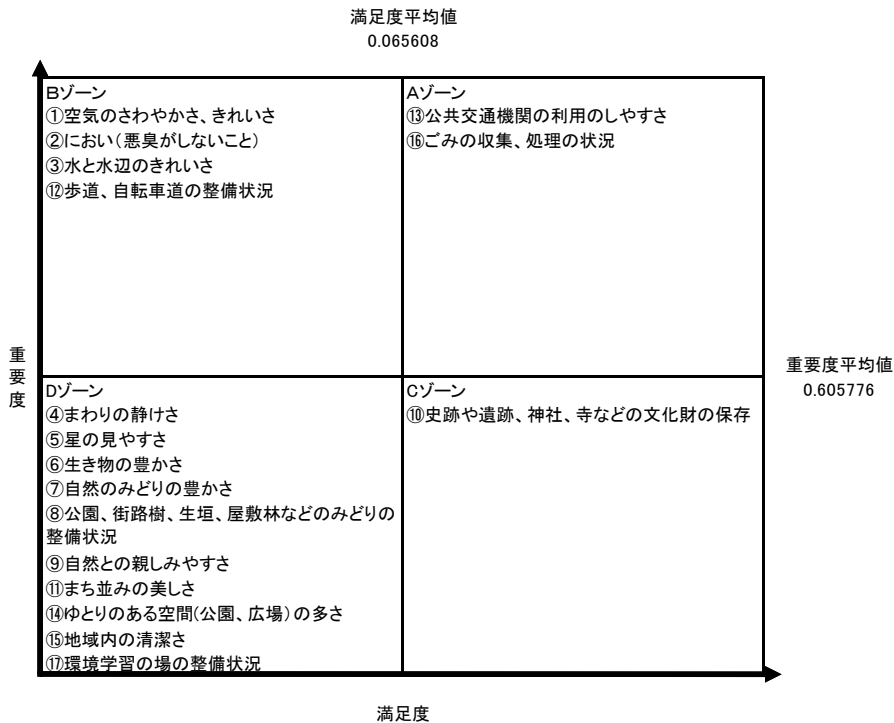 満足度平均値
0.065608
Bゾーン
①空気のさわやかさ、きれいさ
②におい(悪臭がしないこと)
③水と水辺のきれいさ
⑫歩道、自転車道の整備状況
Aゾーン
⑬公共交通機関の利用のしやすさ
⑯ごみの収集、処理の状況
重要度
重要度平均値
0.605776
Dゾーン
④まわりの静けさ
⑤星の見やすさ
⑥生き物の豊かさ
⑦自然のみどりの豊かさ
⑧公園、街路樹、生垣、屋敷林などのみどりの
整備状況
⑨自然との親しみやすさ
⑪まち並みの美しさ
⑭ゆとりのある空間(公園、広場)の多さ
⑮地域内の清潔さ
⑰環境学習の場の整備状況
Cゾーン
⑩史跡や遺跡、神社、寺などの文化財の保存
満足度